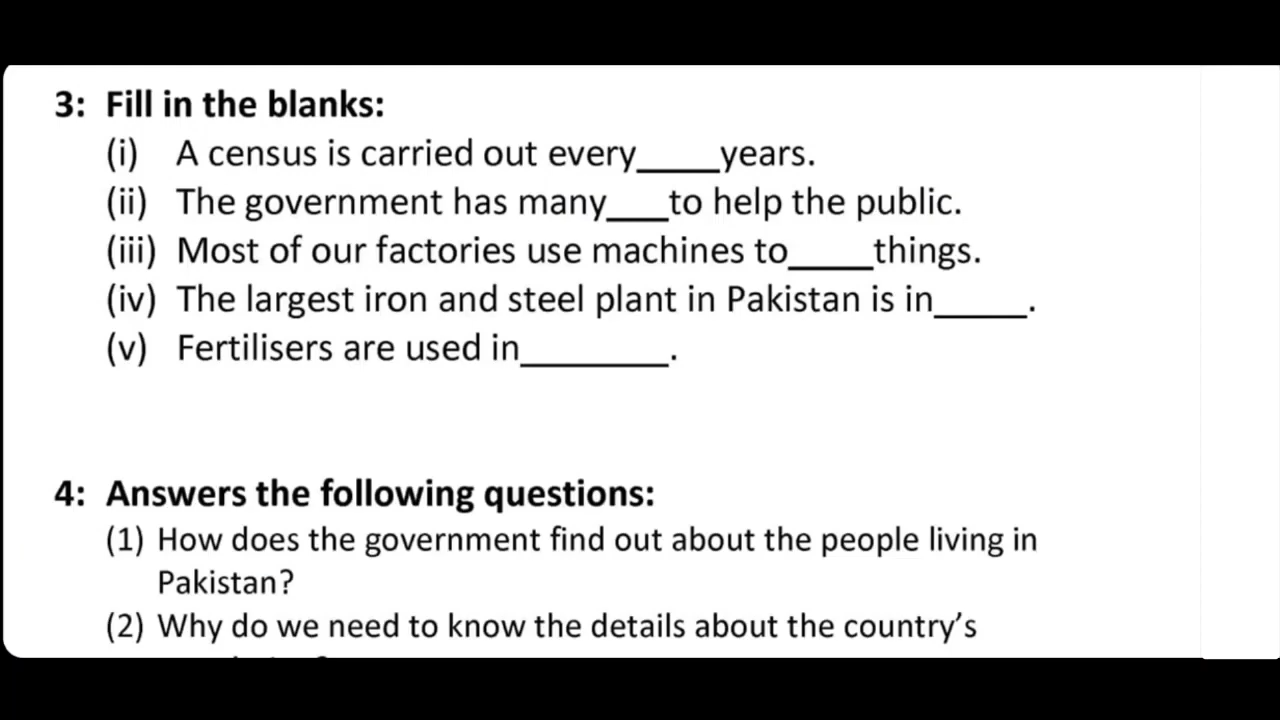 3: Fill in the blanks:
(i) A census is carried out every_____years.
(ii) The government has many____to help the public.
(iii) Most of our factories use machines to_____things.
(iv) The largest iron and steel plant in Pakistan is in______.
(v) Fertilisers are used in_________.
4: Answers the following questions:
(1) How does the government find out about the people living in
Pakistan?
(2) Why do we need to know the details about the country’s